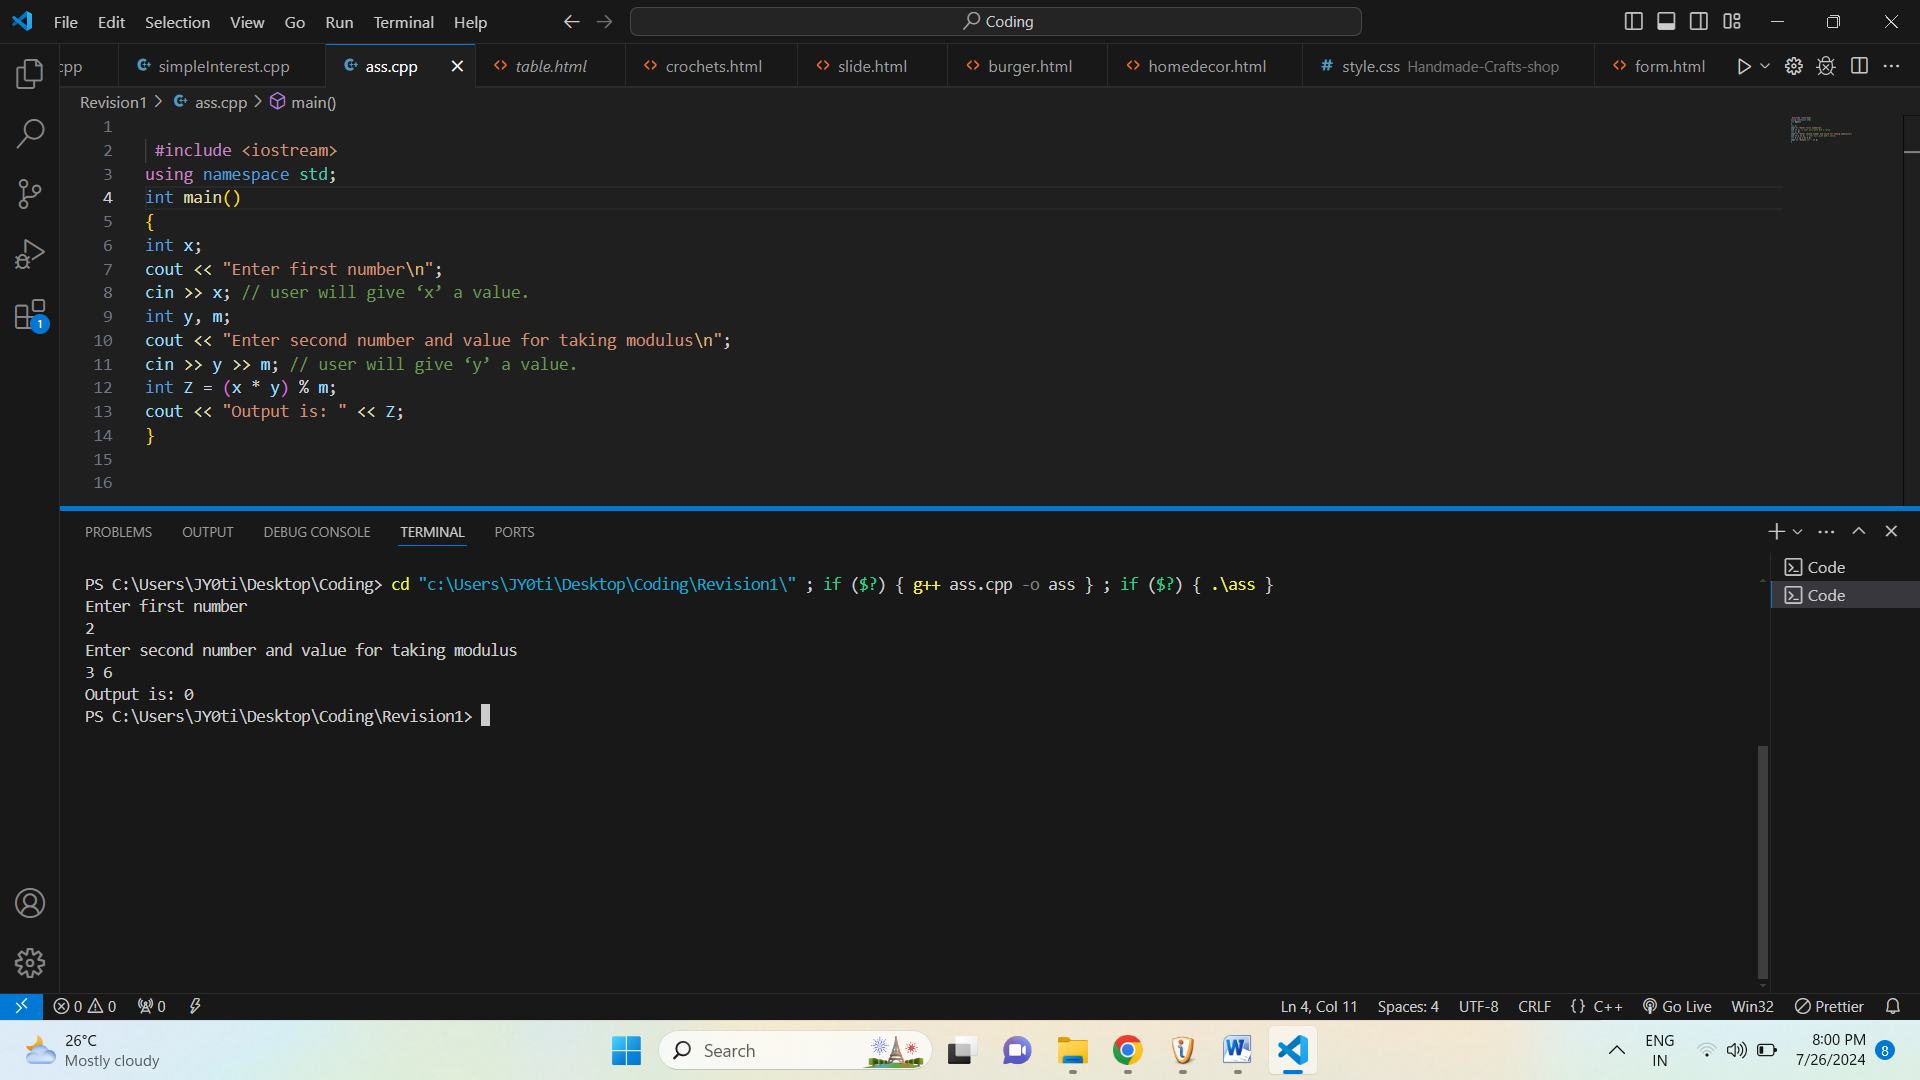 File Edit Selection View Go Run Terminal Help
Coding
cpp
simpleInterest.cpp
ass.cpp
table.html
crochets.html
slide.html
burger.html
homedecor.html
style.css Handmade-Crafts-shop
form.html
Revision1 > ass.cpp > main()
1
2 #include <iostream>
3 using namespace std;
4 int main()
5 {
6 int x;
7 cout << "Enter first number\n";
8 cin >> x; // user will give ‘x’ a value.
9 int y, m;
10 cout << "Enter second number and value for taking modulus\n";
11 cin >> y >> m; // user will give ‘y’ a value.
12 int Z = (x * y) % m;
13 cout << "Output is: " << Z;
14 }
15
16
1
PROBLEMS OUTPUT DEBUG CONSOLE TERMINAL PORTS
PS C:\Users\JY0ti\Desktop\Coding> cd "c:\Users\JY0ti\Desktop\Coding\Revision1\" ; if ($?) { g++ ass.cpp -o ass } ; if ($?) { .\ass }
Enter first number
2
Enter second number and value for taking modulus
3 6
Output is: 0
PS C:\Users\JY0ti\Desktop\Coding\Revision1>
Code
Code
0 0 0
Ln 4, Col 11 Spaces: 4 UTF-8 CRLF {} C++ Go Live Win32 Prettier
26°C
Mostly cloudy
Search
ENG
IN
8:00 PM
7/26/2024
8